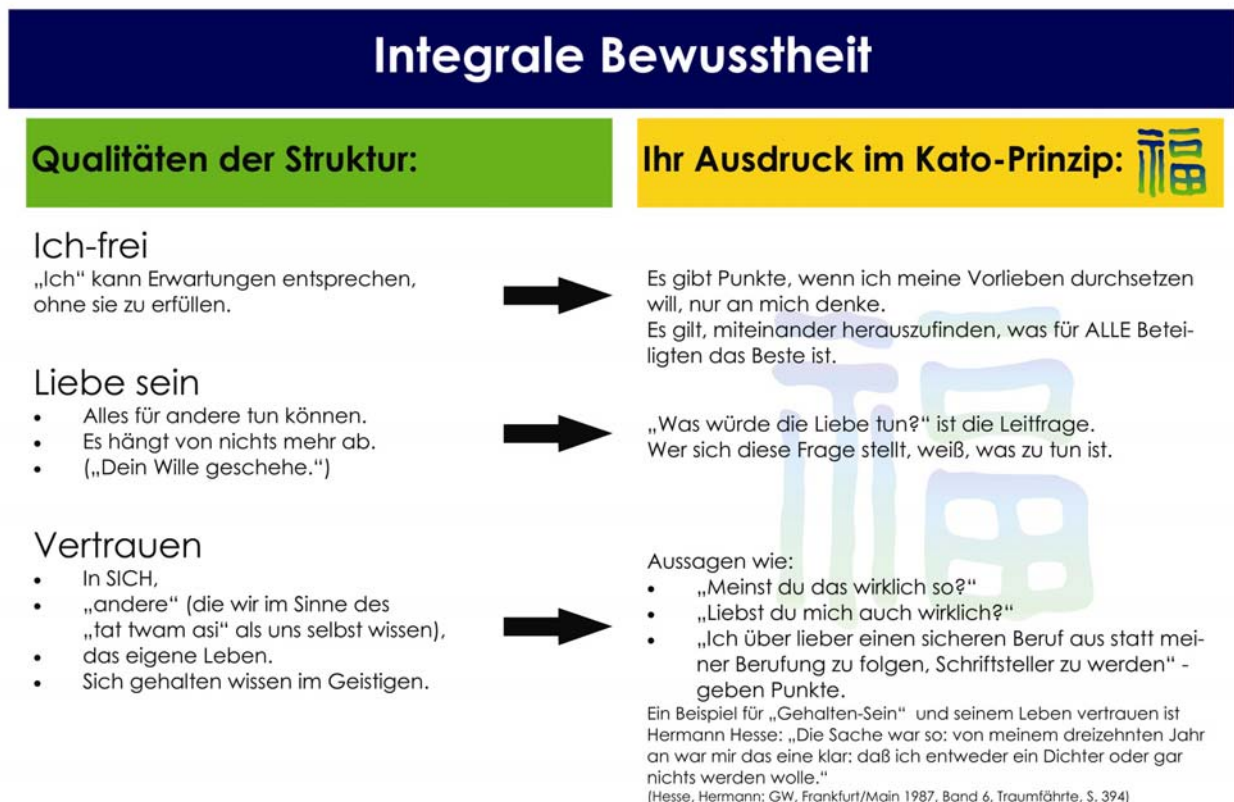 Integrale Bewusstheit
Qualitäten der Struktur:
Ihr Ausdruck im Kato-Prinzip:
福
Ich-frei
„Ich“ kann Erwartungen entsprechen,
ohne sie zu erfüllen.
Es gibt Punkte, wenn ich meine Vorlieben durchsetzen
will, nur an mich denke.
Es gilt, miteinander herauszufinden, was für ALLE Betei-
ligten das Beste ist.
Liebe sein
• Alles für andere tun können.
• Es hängt von nichts mehr ab.
• („Dein Wille geschehe.“)
„Was würde die Liebe tun?“ ist die Leitfrage.
Wer sich diese Frage stellt, weiß, was zu tun ist.
Vertrauen
• In SICH,
• „andere“ (die wir im Sinne des
„tat twam asi“ als uns selbst wissen),
• das eigene Leben.
• Sich gehalten wissen im Geistigen.
Aussagen wie:
• „Meinst du das wirklich so?“
• „Liebst du mich auch wirklich?“
• „Ich über lieber einen sicheren Beruf aus statt mei-
ner Berufung zu folgen, Schriftsteller zu werden“ -
geben Punkte.
Ein Beispiel für „Gehalten-Sein“ und seinem Leben vertrauen ist
Hermann Hesse: „Die Sache war so: von meinem dreizehnten Jahr
an war mir das eine klar: daß ich entweder ein Dichter oder gar
nichts werden wolle.“
(Hesse, Hermann: GW, Frankfurt/Main 1987, Band 6, Traumfährte, S. 394)
福